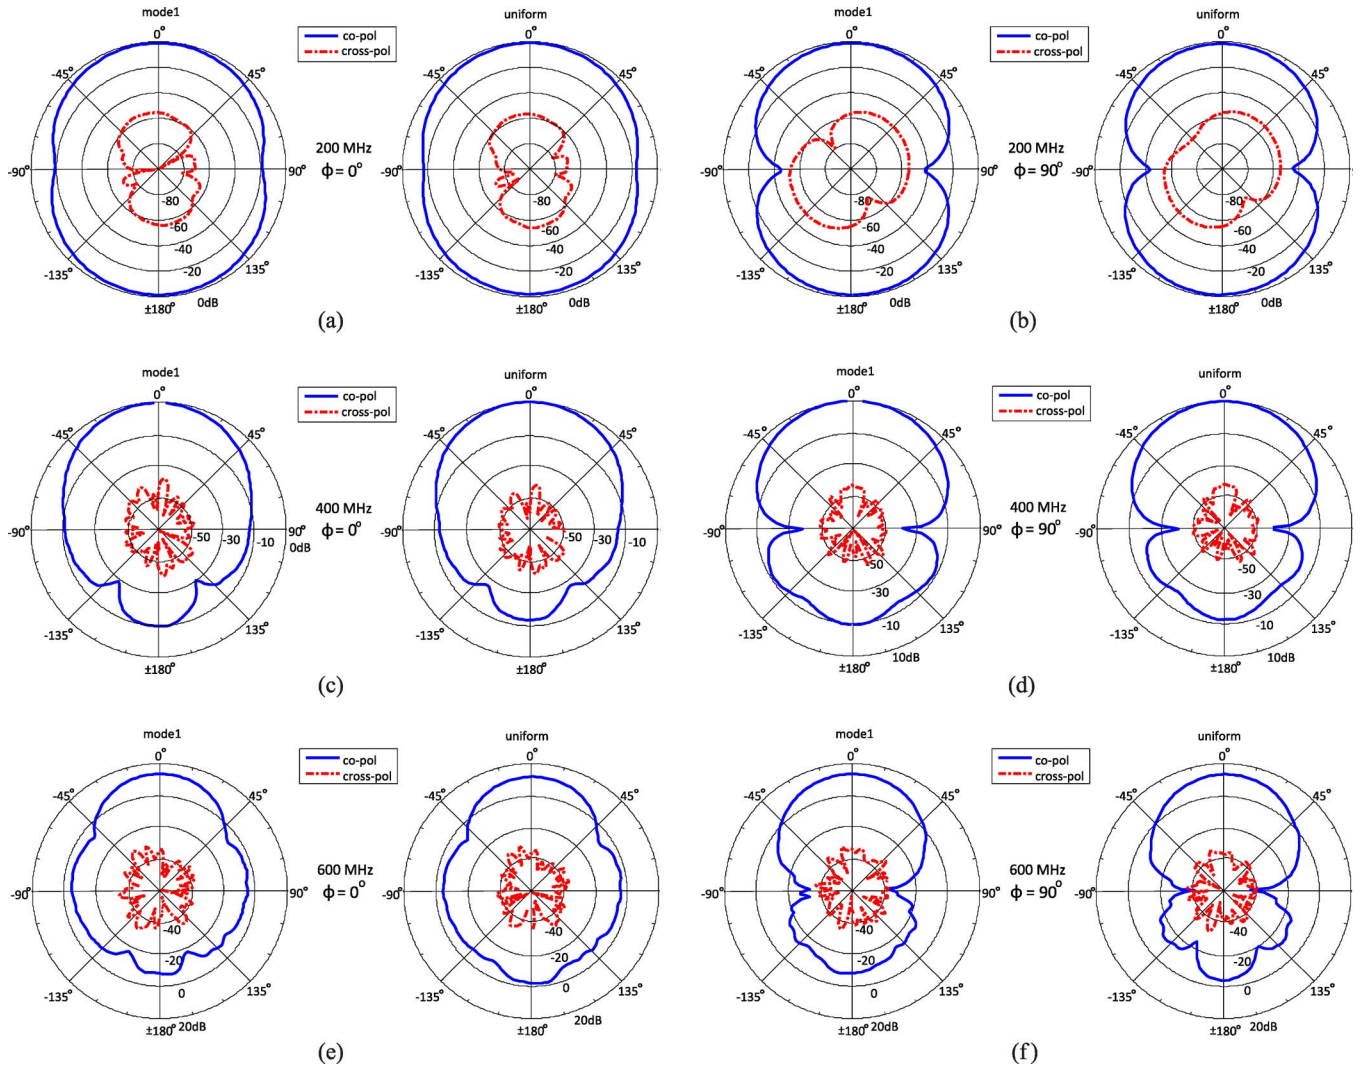 mode1
0°
co-pol
cross-pol
-45°
45°
200 MHz
ϕ= 0°
-90°
90°
-80
-60
-40
-20
0dB
-135°
135°
±180°
uniform
0°
-45°
45°
-90°
-80
-60
-40
-20
0dB
-135°
135°
±180°
(a)
mode1
0°
co-pol
cross-pol
-45°
45°
200 MHz
ϕ= 90°
-90°
90°
-80
-60
-40
-20
0dB
-135°
135°
±180°
uniform
0°
-45°
45°
-90°
-80
-60
-40
-20
0dB
-135°
135°
±180°
(b)
mode1
0°
co-pol
cross-pol
-45°
45°
400 MHz
ϕ= 0°
-90°
90°
-50
-30
-10
0dB
-135°
135°
±180°
uniform
0°
-45°
45°
-90°
-50
-30
-10
-135°
135°
±180°
(c)
mode1
0°
co-pol
cross-pol
-45°
45°
400 MHz
ϕ= 90°
-90°
90°
-50
-30
-10
10dB
-135°
135°
±180°
uniform
0°
-45°
45°
-90°
-50
-30
-10
10dB
-135°
135°
±180°
(d)
mode1
0°
co-pol
cross-pol
-45°
45°
600 MHz
ϕ= 0°
-90°
90°
-40
-20
0
20dB
-135°
135°
±180°
uniform
0°
-45°
45°
-90°
-40
-20
0
20dB
-135°
135°
±180°
(e)
mode1
0°
co-pol
cross-pol
-45°
45°
600 MHz
ϕ= 90°
-90°
90°
-40
-20
0
20dB
-135°
135°
±180°
uniform
0°
-45°
45°
-90°
-40
-20
0
20dB
-135°
135°
±180°
(f)